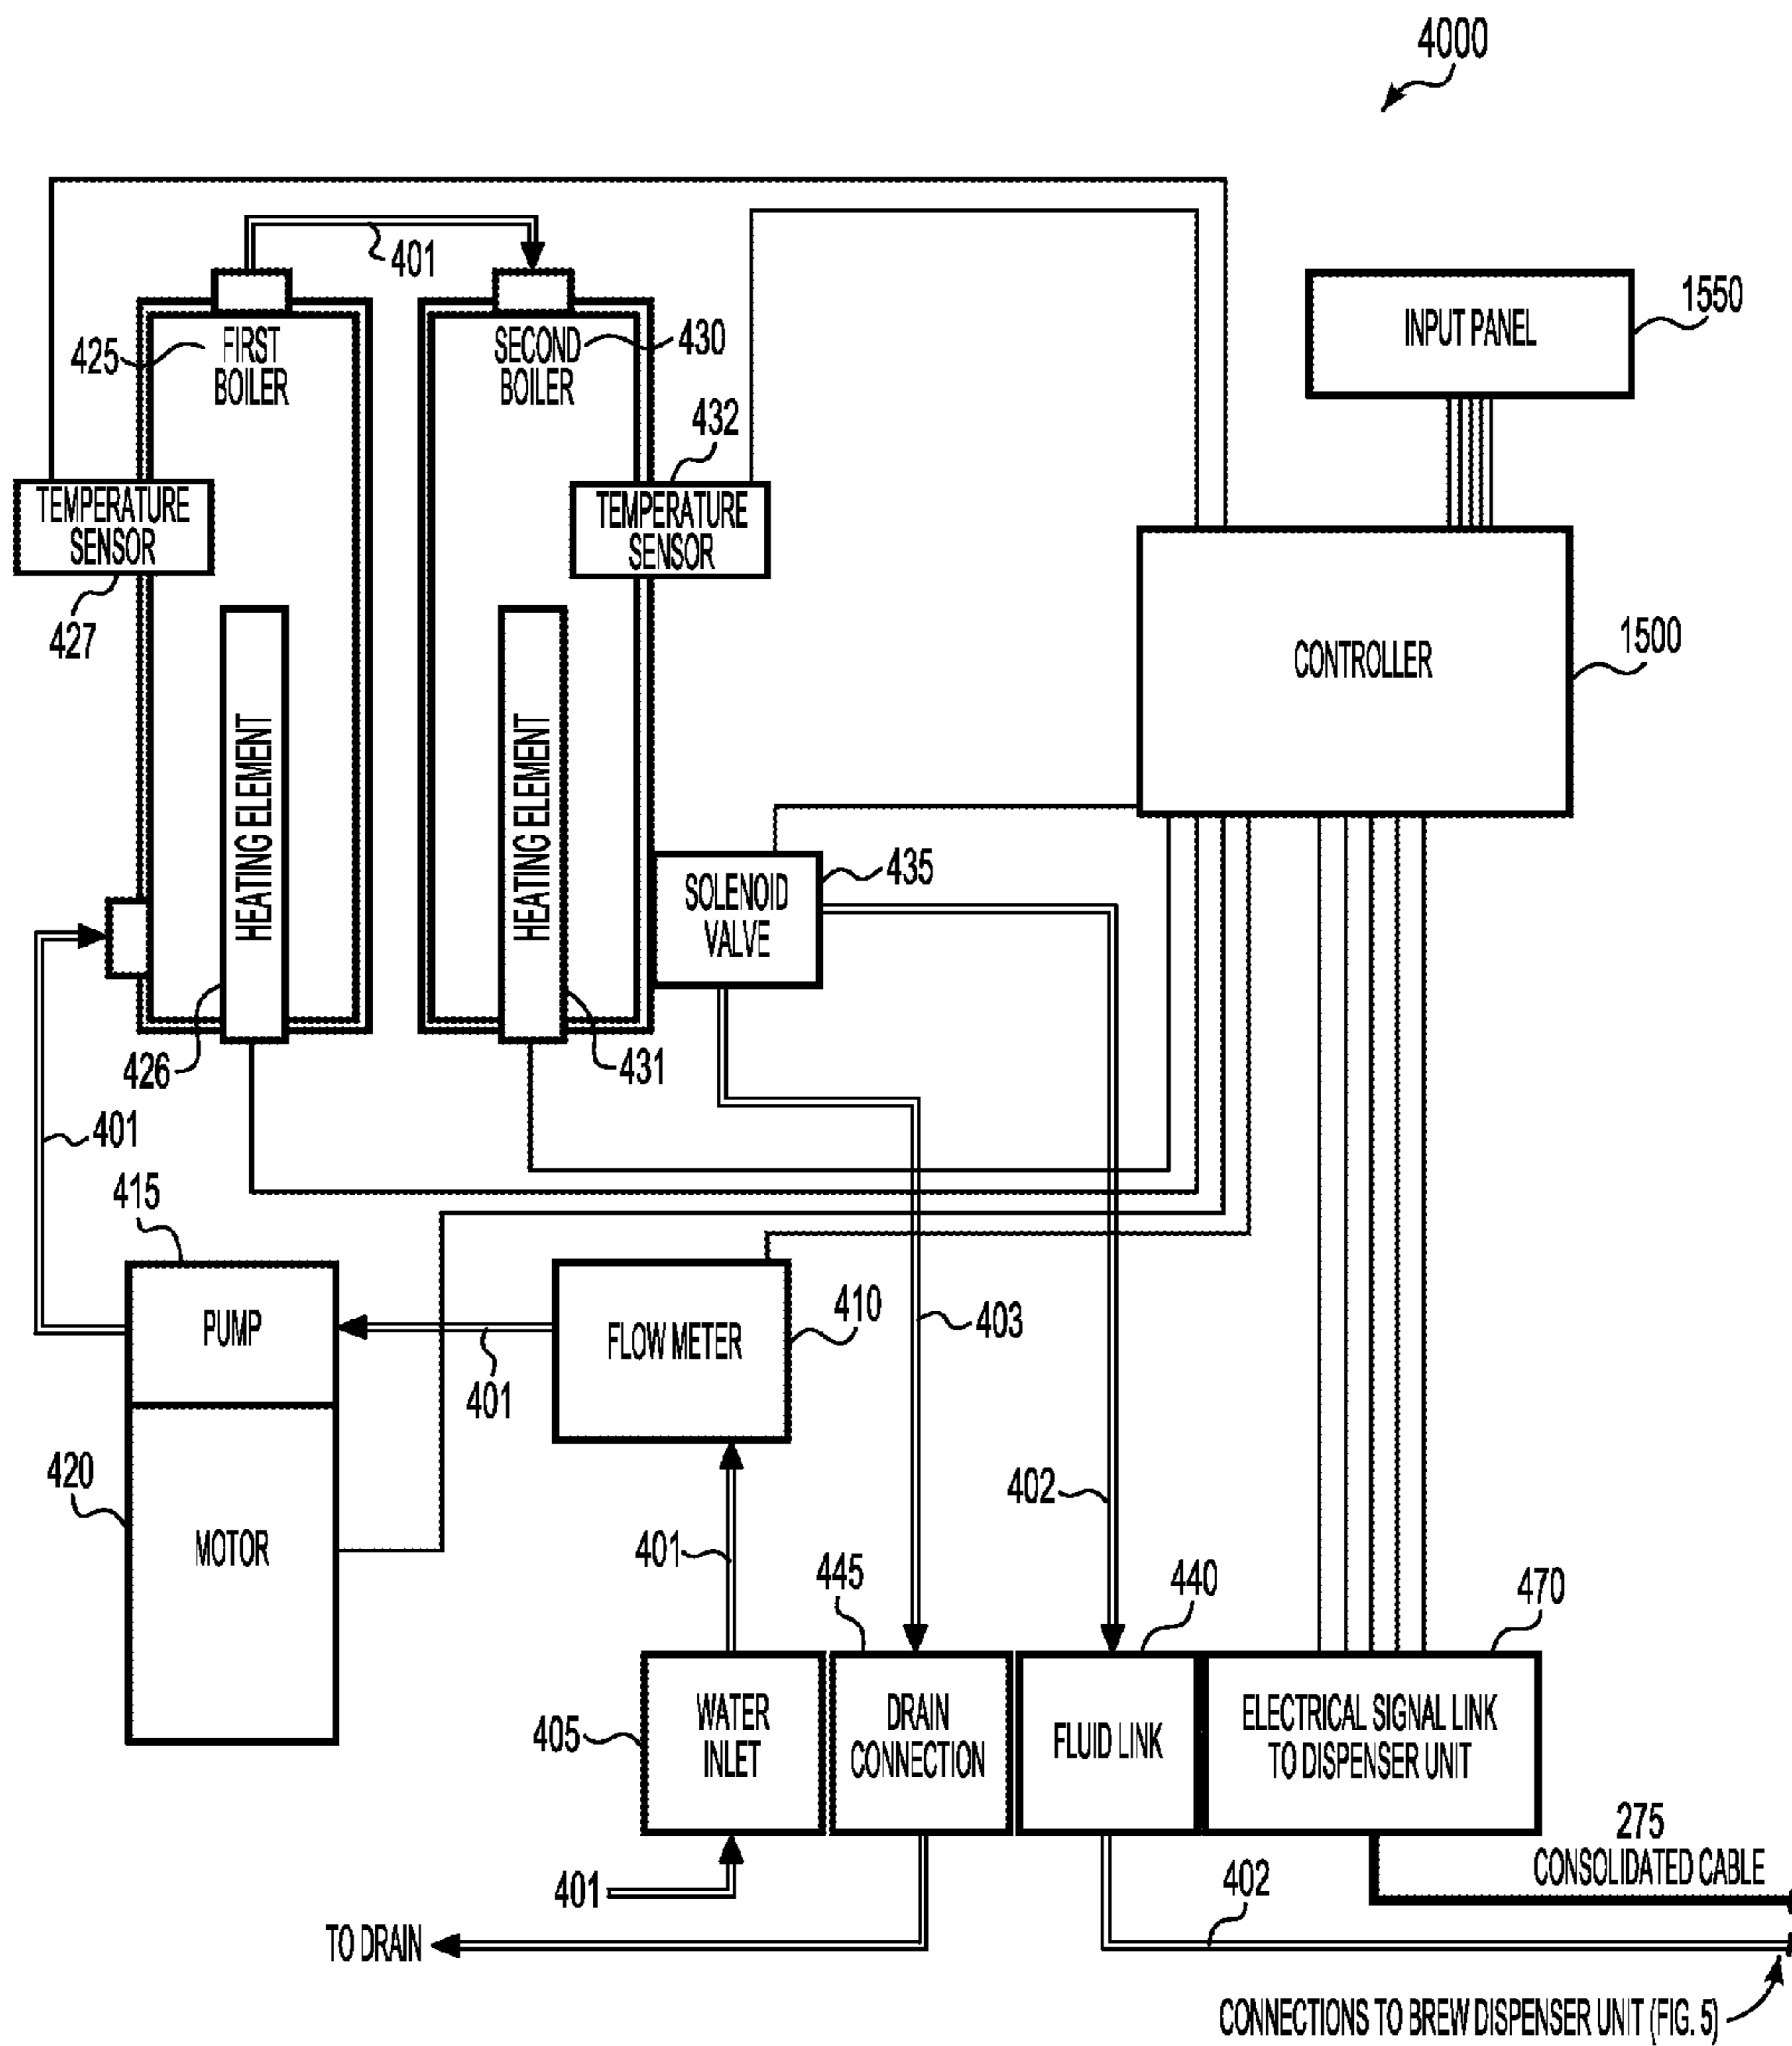 4000
401
FIRST
BOILER
425
SECOND
BOILER
430
INPUT PANEL
1550
432
TEMPERATURE
SENSOR
427
TEMPERATURE
SENSOR
CONTROLLER
1500
HEATING ELEMENT
426
HEATING ELEMENT
431
SOLENOID
VALVE
435
401
415
PUMP
401
FLOW METER
410
403
402
420
MOTOR
401
445
440
470
405
WATER
INLET
DRAIN
CONNECTION
FLUID LINK
ELECTRICAL SIGNAL LINK
TO DISPENSER UNIT
275
CONSOLIDATED CABLE
401
402
TO DRAIN
CONNECTIONS TO BREW DISPENSER UNIT (FIG. 5)